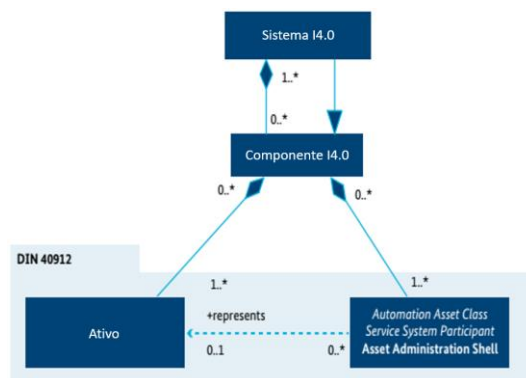 Sistema I4.0
1..*
0..*
Componente I4.0
0..*
0..*
DIN 40912
1..*
1..*
Ativo
+represents
0..1
0..*
Automation Asset Class
Service System Participant
Asset Administration Shell